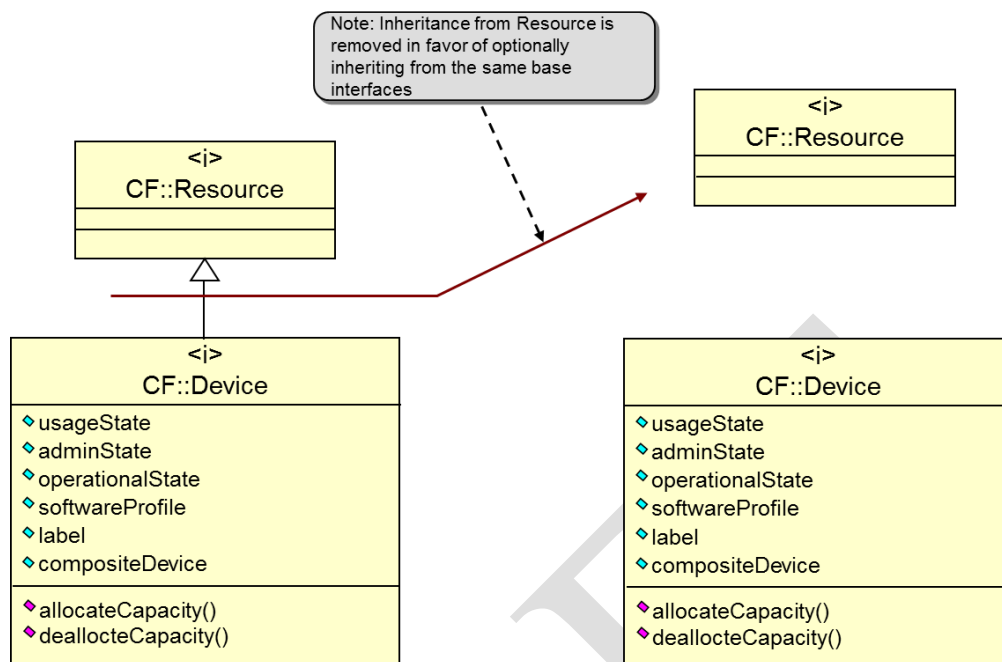 Note: Inheritance from Resource is
removed in favor of optionally
inheriting from the same base
interfaces
<i>
CF::Resource
<i>
CF::Resource
<i>
CF::Device
usageState
adminState
operationalState
softwareProfile
label
compositeDevice
allocateCapacity()
deallocteCapacity()
<i>
CF::Device
usageState
adminState
operationalState
softwareProfile
label
compositeDevice
allocateCapacity()
deallocteCapacity()